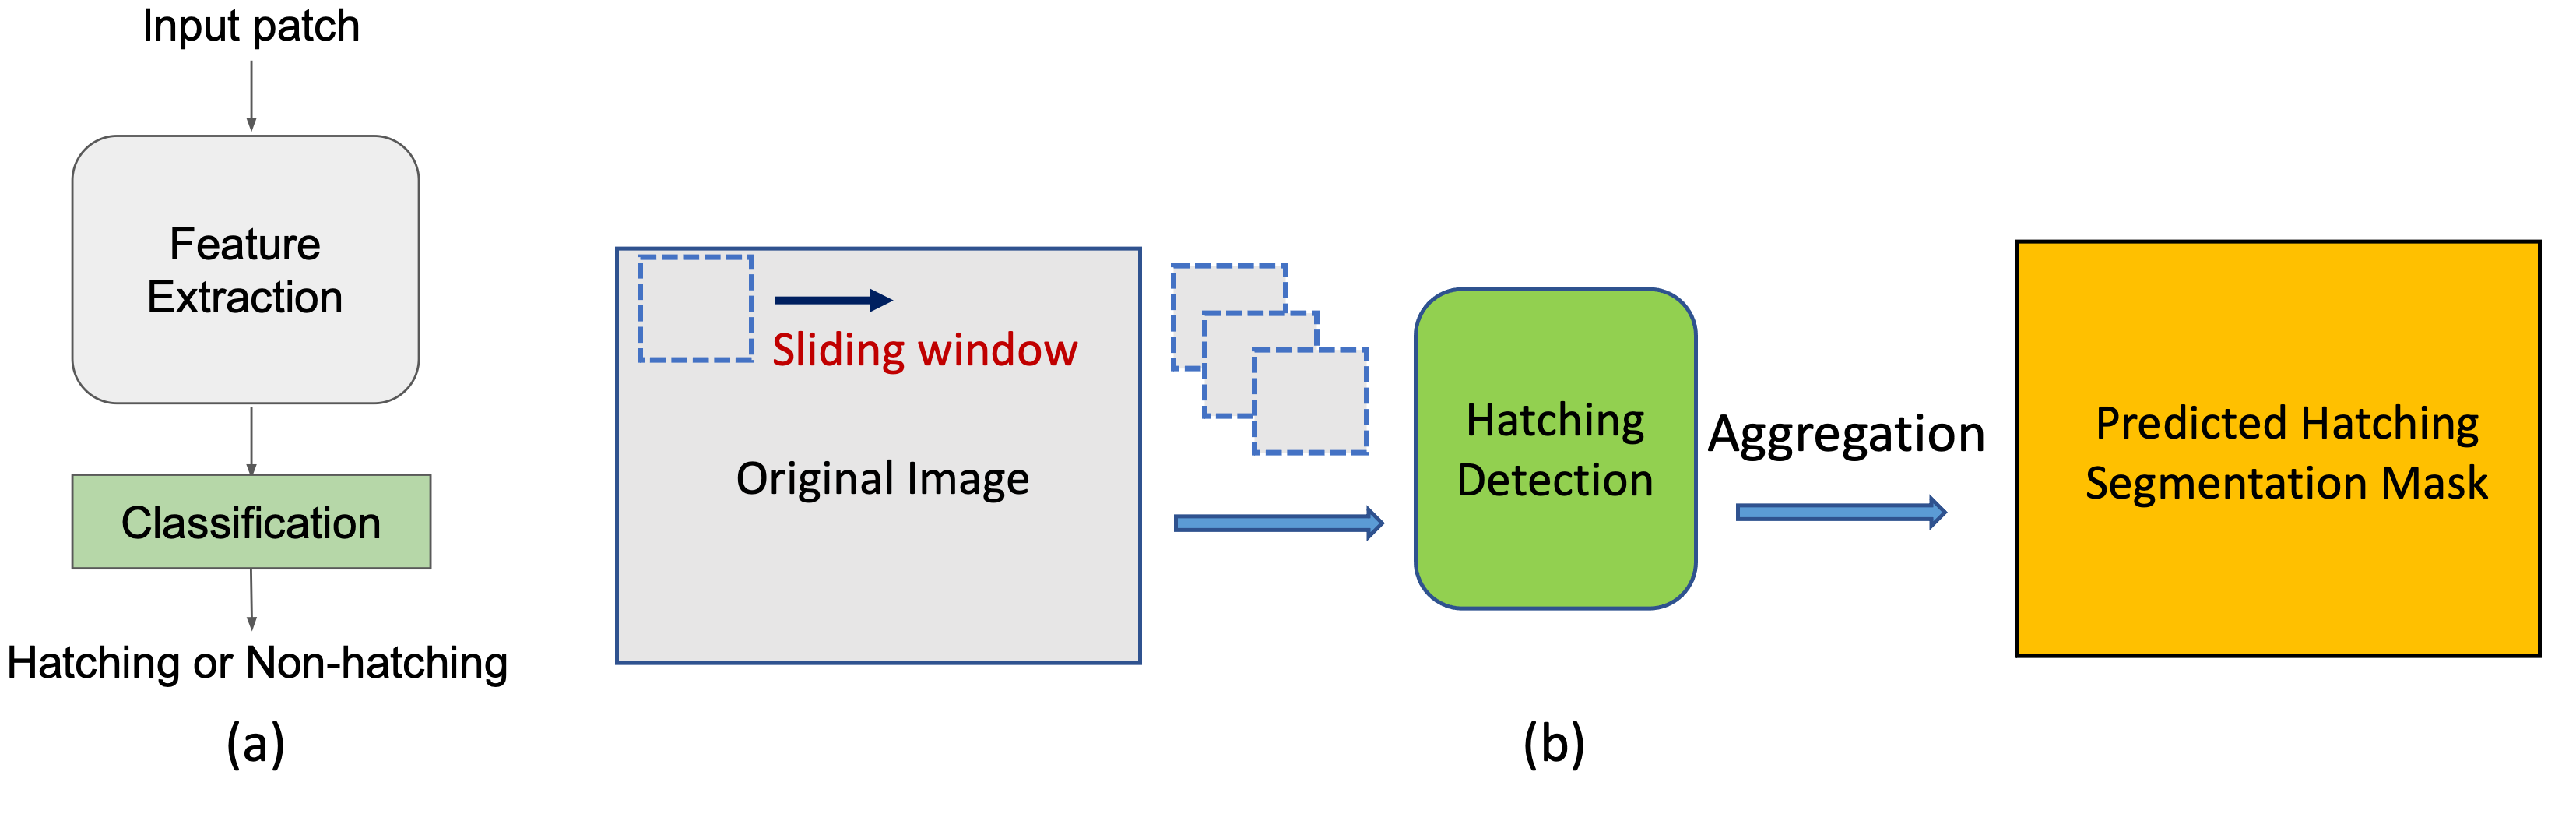 Input patch
Feature
Extraction
Classification
Hatching or Non-hatching
(a)
Sliding window
Original Image
Hatching
Detection
Aggregation
Predicted Hatching
Segmentation Mask
(b)